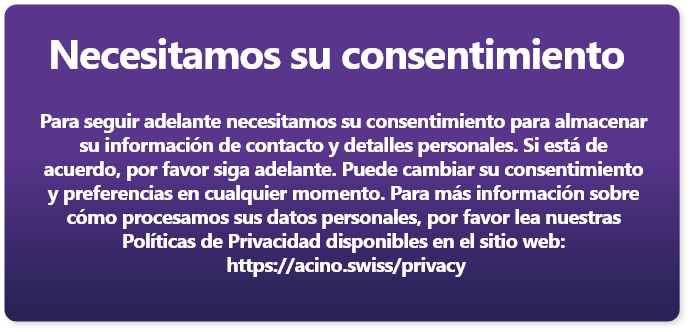 Necesitamos su consentimiento
Para seguir adelante necesitamos su consentimiento para almacenar
su información de contacto y detalles personales. Si está de
acuerdo, por favor siga adelante. Puede cambiar su consentimiento
y preferencias en cualquier momento. Para más información sobre
cómo procesamos sus datos personales, por favor lea nuestras
Políticas de Privacidad disponibles en el sitio web:
https://acino.swiss/privacy